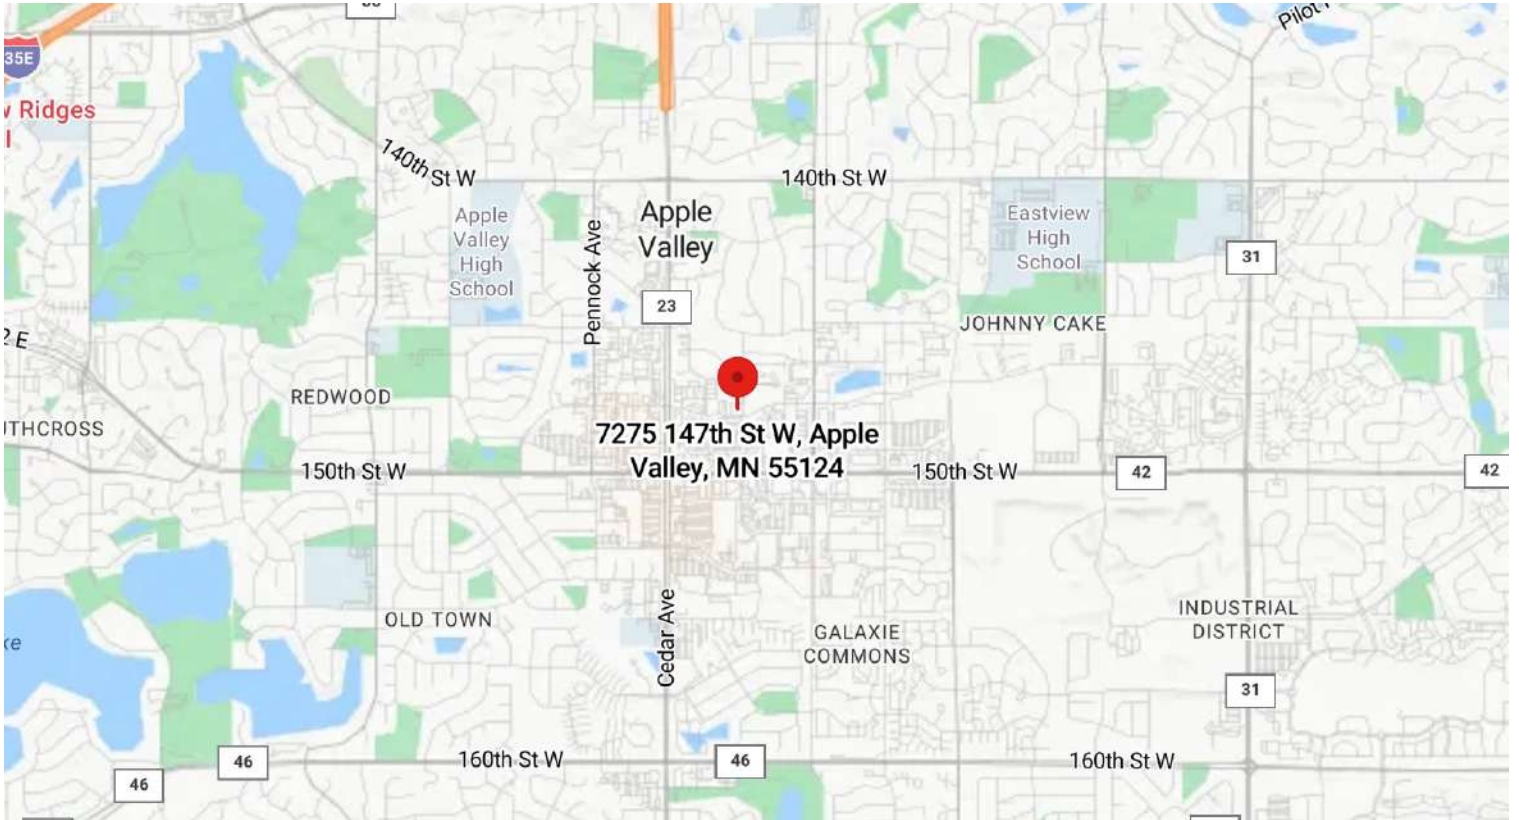 35E
Ridges
140th St W
140th St W
Apple
Valley
High
School
Pennock Ave
Apple
Valley
Eastview
High
School
31
23
JOHNNY CAKE
E
REDWOOD
7275 147th St W, Apple
Valley, MN 55124
150th St W
150th St W
42
42
OLD TOWN
Cedar Ave
GALAXIE
COMMONS
INDUSTRIAL
DISTRICT
31
160th St W
46
160th St W
46
46